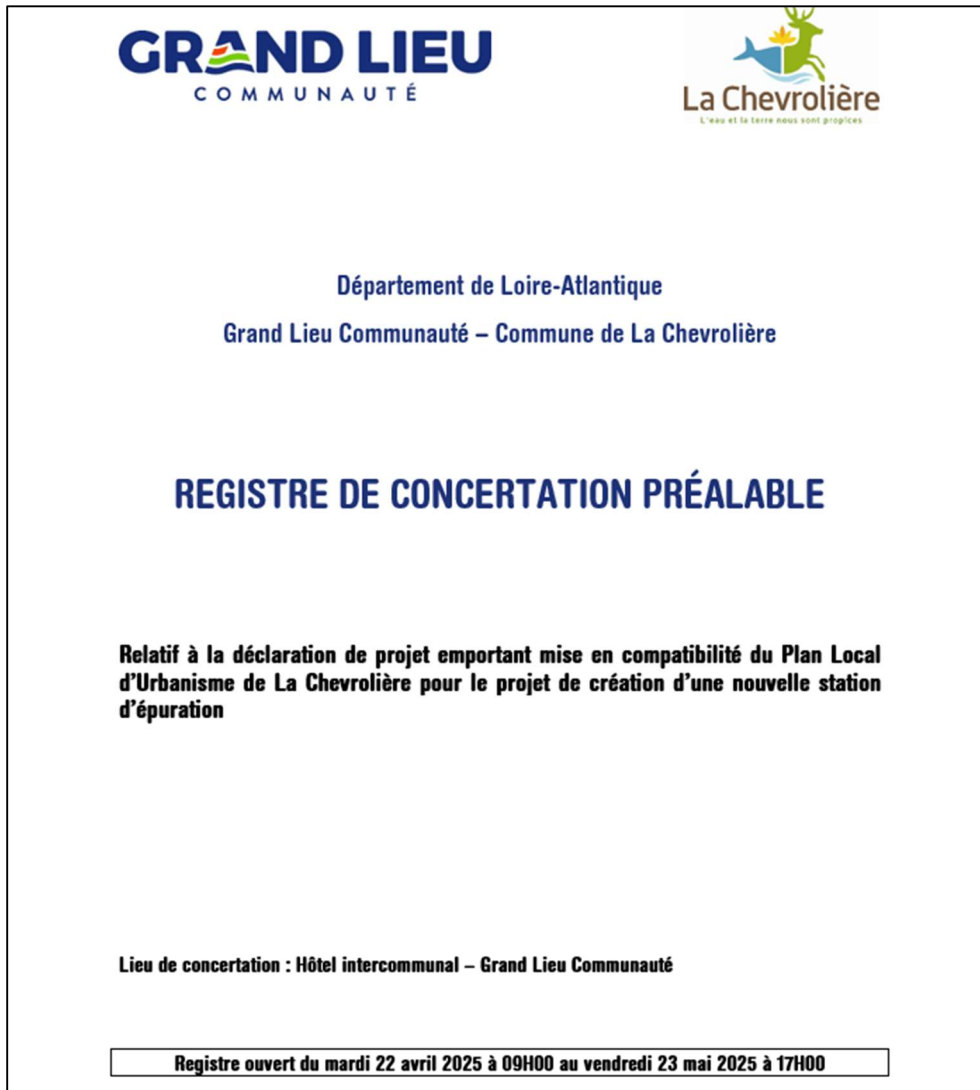 GRAND LIEU
COMMUNAUTÉ
La Chevrolière
L'eau et la terre nous sont propices
Département de Loire-Atlantique
Grand Lieu Communauté – Commune de La Chevrolière
REGISTRE DE CONCERTATION PRÉALABLE
Relatif à la déclaration de projet emportant mise en compatibilité du Plan Local
d'Urbanisme de La Chevrolière pour le projet de création d'une nouvelle station
d'épuration
Lieu de concertation : Hôtel intercommunal – Grand Lieu Communauté
Registre ouvert du mardi 22 avril 2025 à 09H00 au vendredi 23 mai 2025 à 17H00